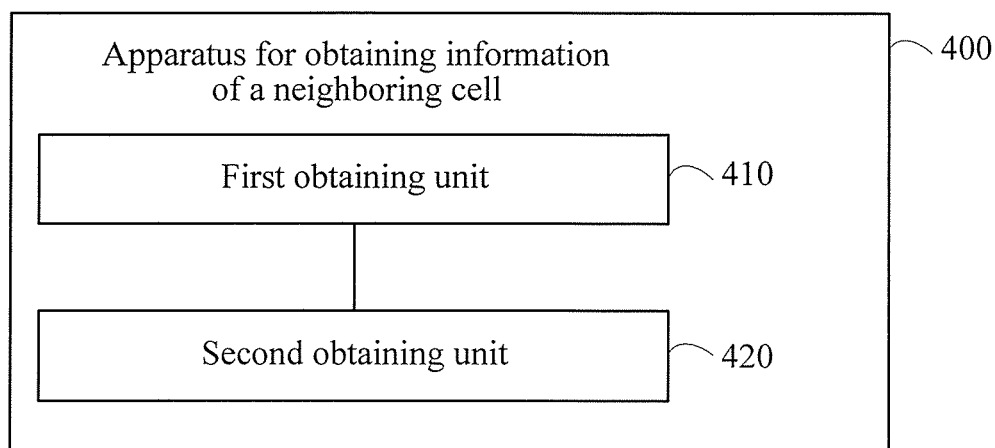 Apparatus for obtaining information
of a neighboring cell
400
First obtaining unit
410
Second obtaining unit
420